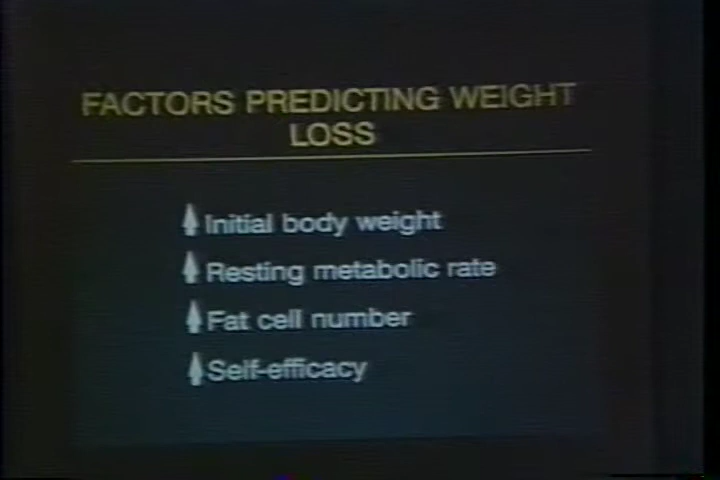 FACTORS PREDICTING WEIGHT
LOSS
Initial body weight
Resting metabolic rate
Fat cell number
Self-efficacy